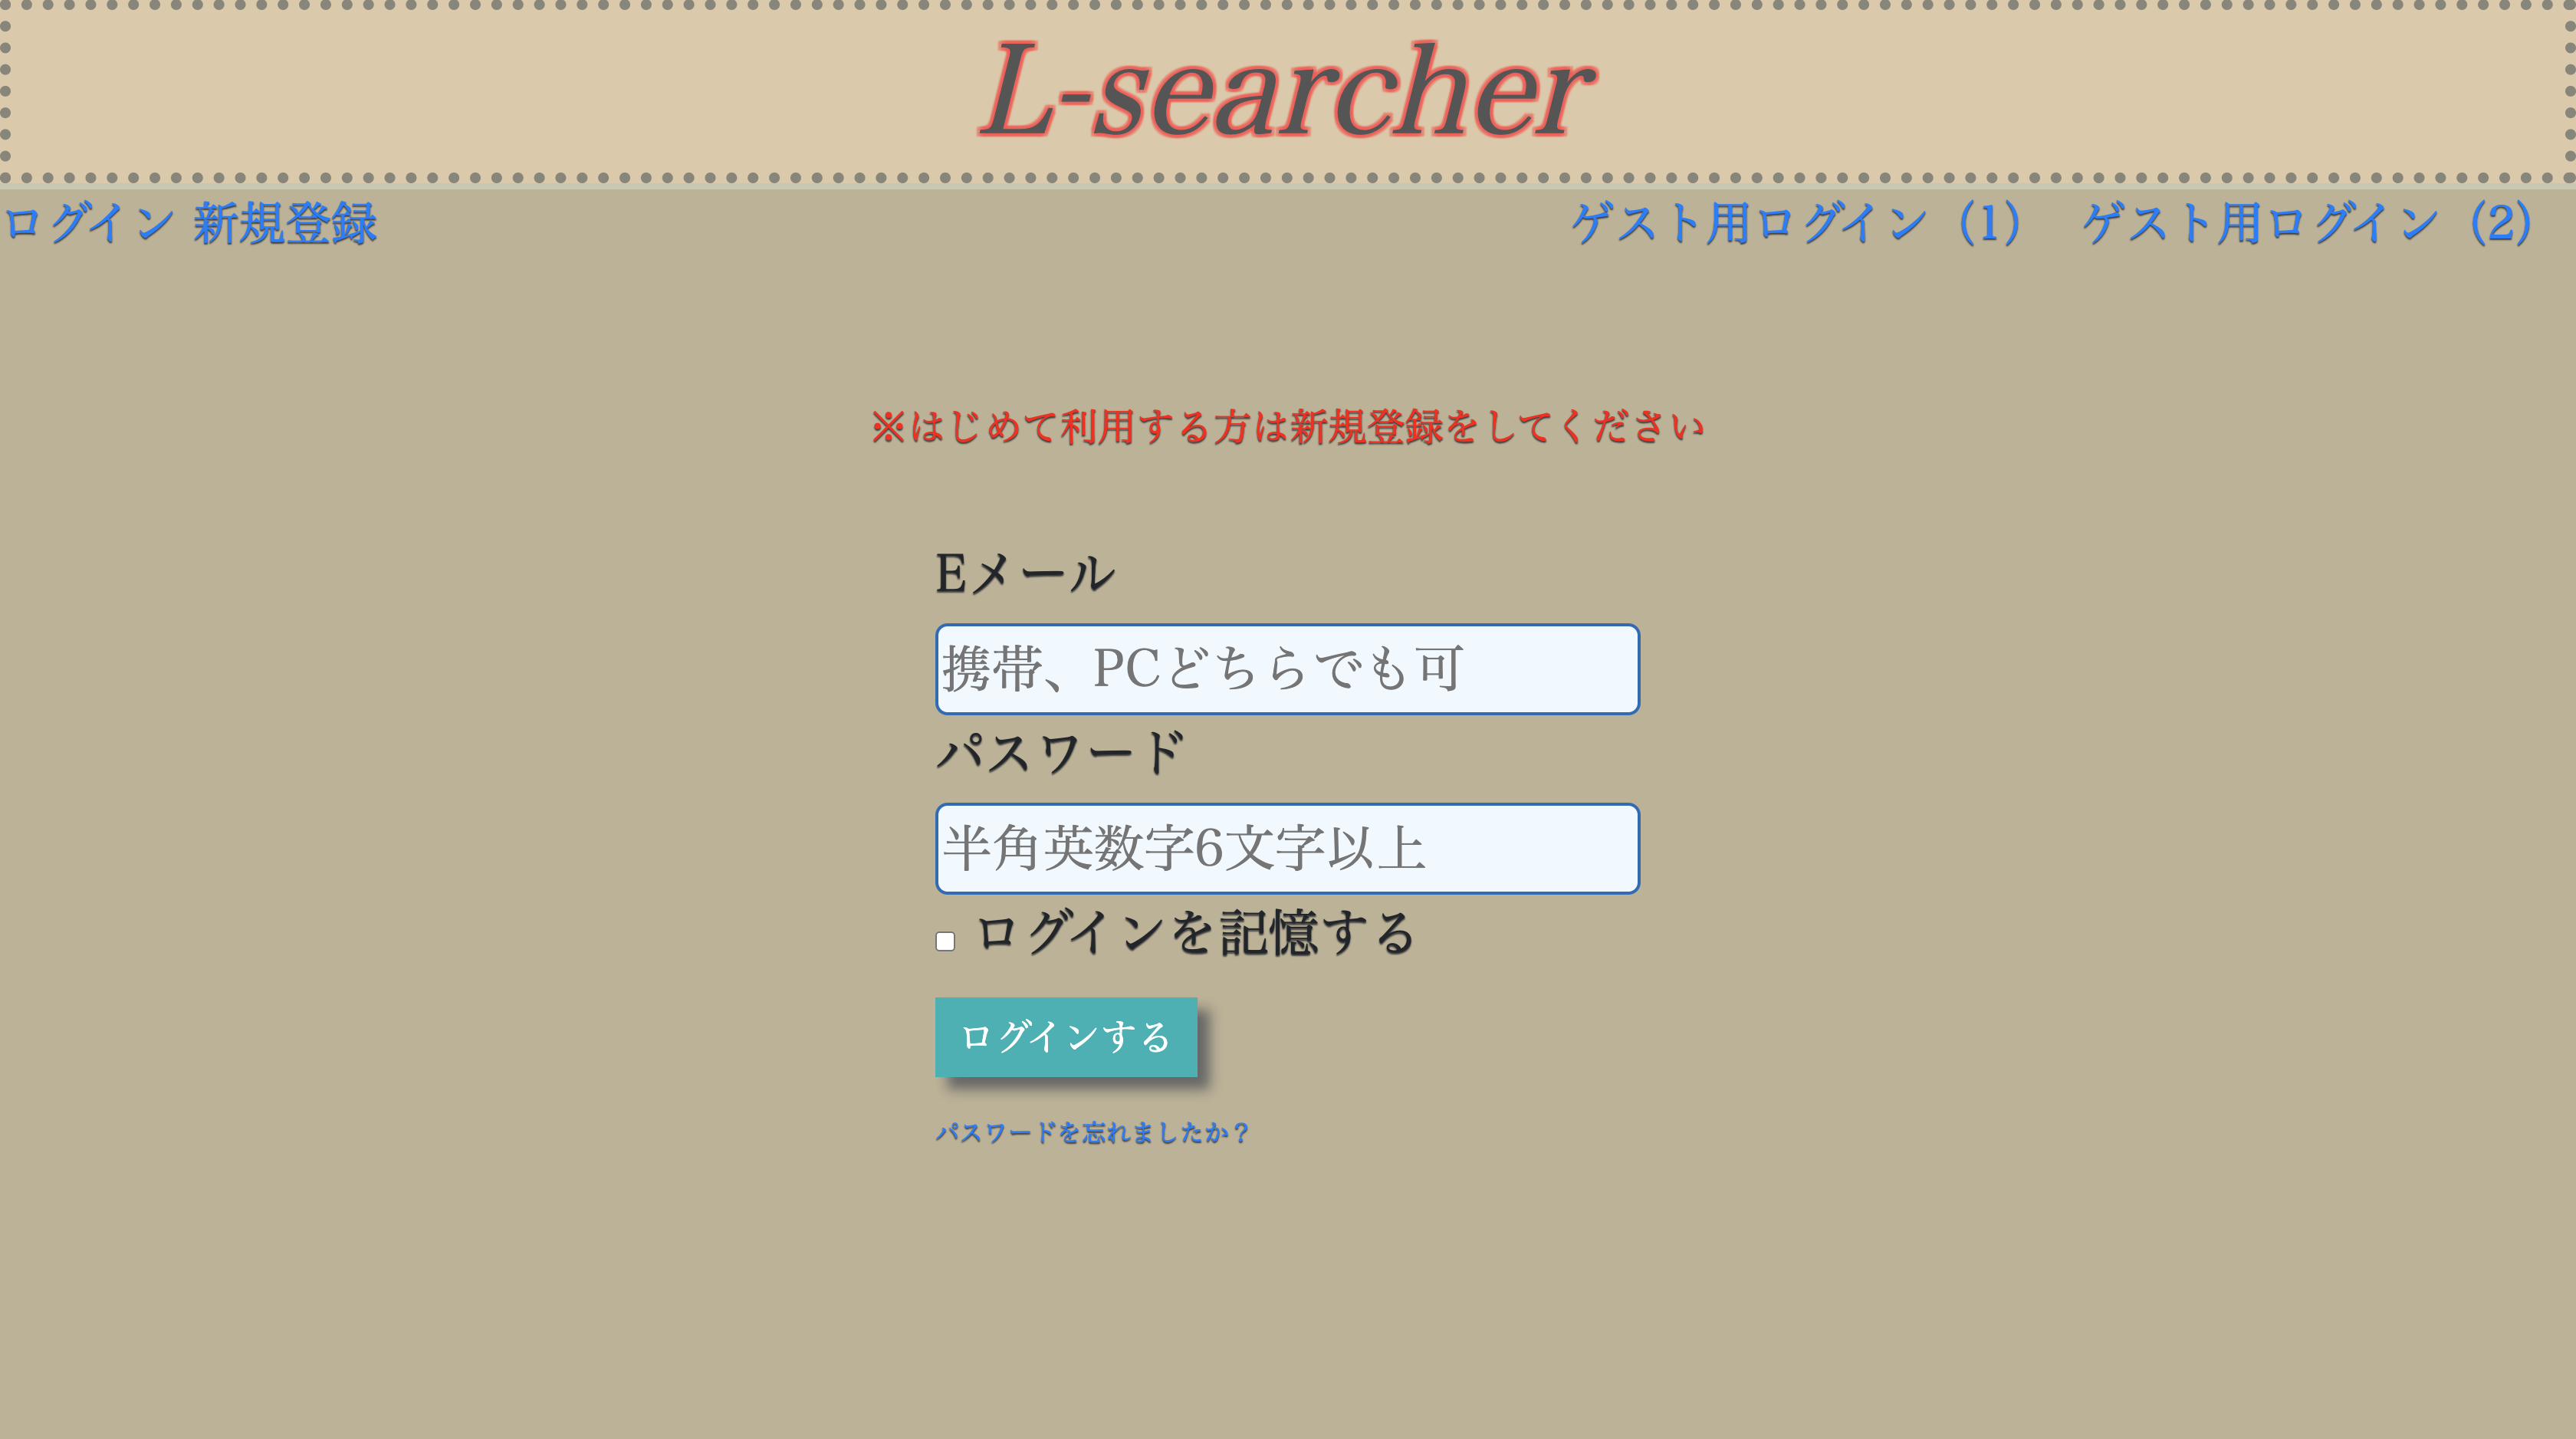 L-searcher
ログイン 新規登録 ゲスト用ログイン（1） ゲスト用ログイン（2）
※はじめて利用する方は新規登録をしてください
Eメール
携帯、PCどちらでも可
パスワード
半角英数字6文字以上
ログインを記憶する
ログインする
パスワードを忘れましたか？